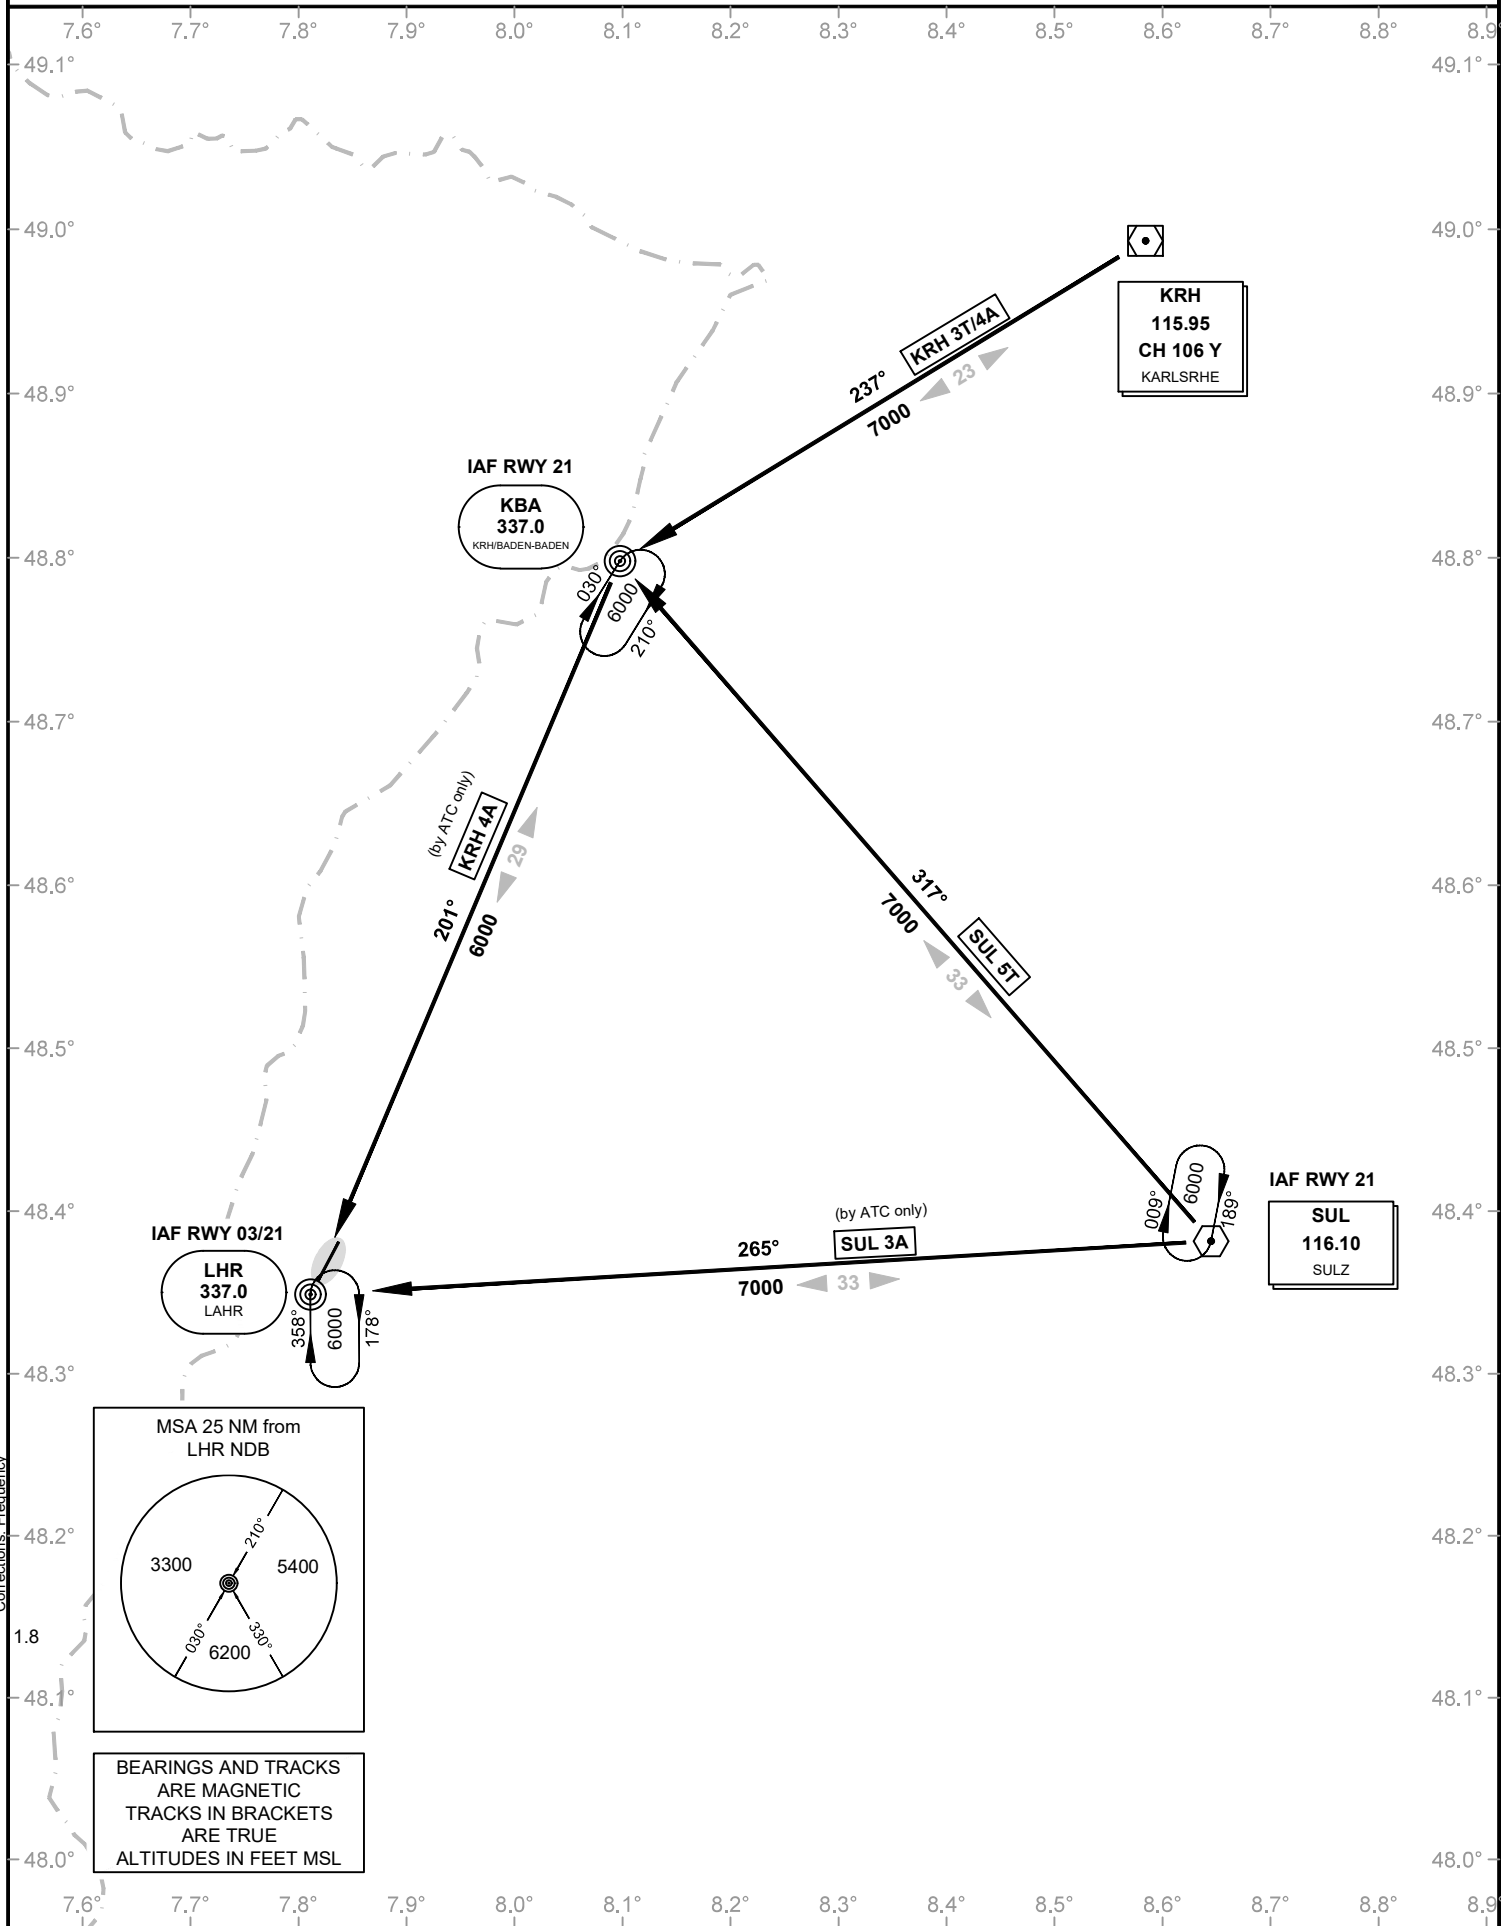 7.6° 7.7° 7.8° 7.9° 8.0° 8.1° 8.2° 8.3° 8.4° 8.5° 8.6° 8.7° 8.8° 8.9°
49.1° 49.1°
49.0° 49.0°
KRH
115.95
CH 106 Y
KARLSRHE
KRH 3T/4A
237°
23
7000
48.9° 48.9°
IAF RWY 21
KBA
337.0
KRH/BADEN-BADEN
48.8° 48.8°
030°
6000
210°
48.7° 48.7°
(by ATC only)
KRH 4A
29
201°
6000
48.6° 48.6°
317°
7000
SUL 5T
33
48.5° 48.5°
009°
6000
189°
IAF RWY 21
SUL
116.10
SULZ
48.4° 48.4°
(by ATC only)
SUL 3A
265°
7000
33
IAF RWY 03/21
LHR
337.0
LAHR
358°
6000
178°
48.3° 48.3°
MSA 25 NM from
LHR NDB
210°
3300
5400
030°
330°
6200
Corrections: Frequency
48.2° 48.2°
1.8
48.1° 48.1°
BEARINGS AND TRACKS
ARE MAGNETIC
TRACKS IN BRACKETS
ARE TRUE
ALTITUDES IN FEET MSL
48.0° 48.0°
7.6° 7.7° 7.8° 7.9° 8.0° 8.1° 8.2° 8.3° 8.4° 8.5° 8.6° 8.7° 8.8° 8.9°